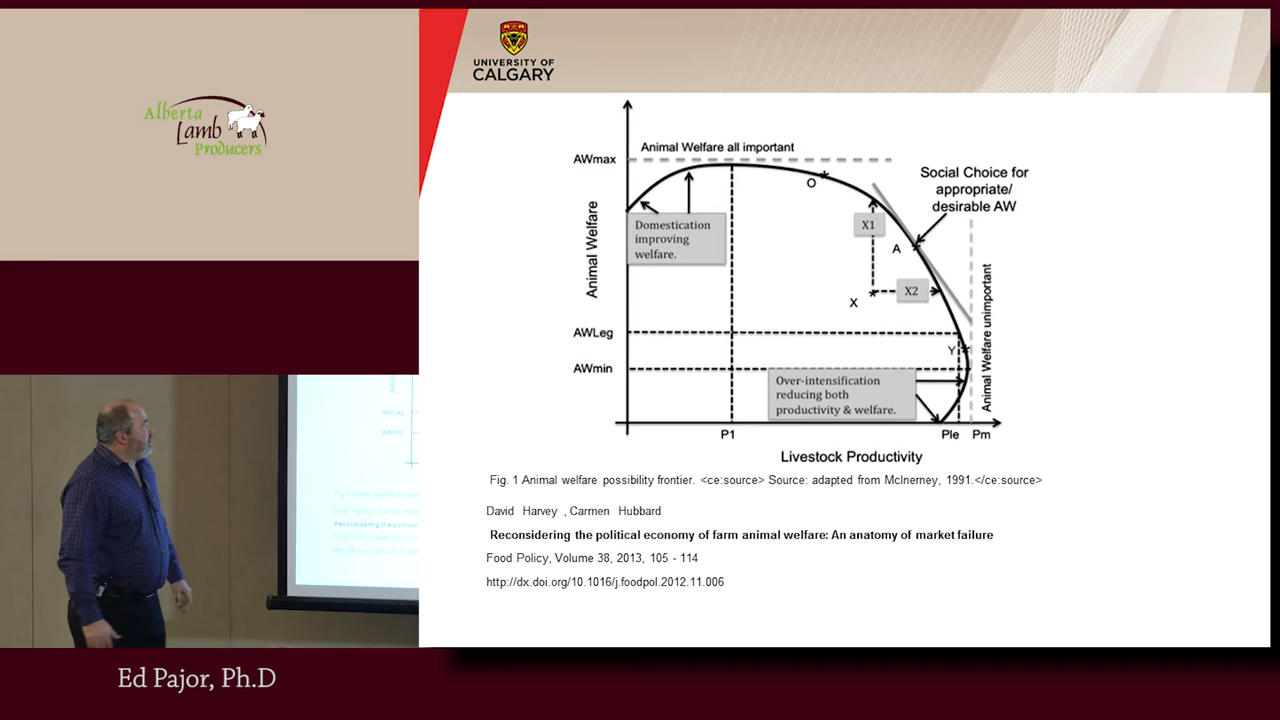 Alberta
Lamb
Producers
UNIVERSITY OF
CALGARY
AWmax
Animal Welfare all important
O
Social Choice for
appropriate/
desirable AW
Domestication
improving
welfare.
X1
A
X2
X
Animal Welfare
AWLeg
Y
AWmin
Animal Welfare unimportant
Over-intensification
reducing both
productivity & welfare.
P1
Ple
Pm
Livestock Productivity
Fig. 1 Animal welfare possibility frontier. <ce:source> Source: adapted from McInerney, 1991.</ce:source>
David Harvey , Carmen Hubbard
Reconsidering the political economy of farm animal welfare: An anatomy of market failure
Food Policy, Volume 38, 2013, 105 - 114
http://dx.doi.org/10.1016/j.foodpol.2012.11.006
AWLeg
AWmin
Ed Pajor, Ph.D